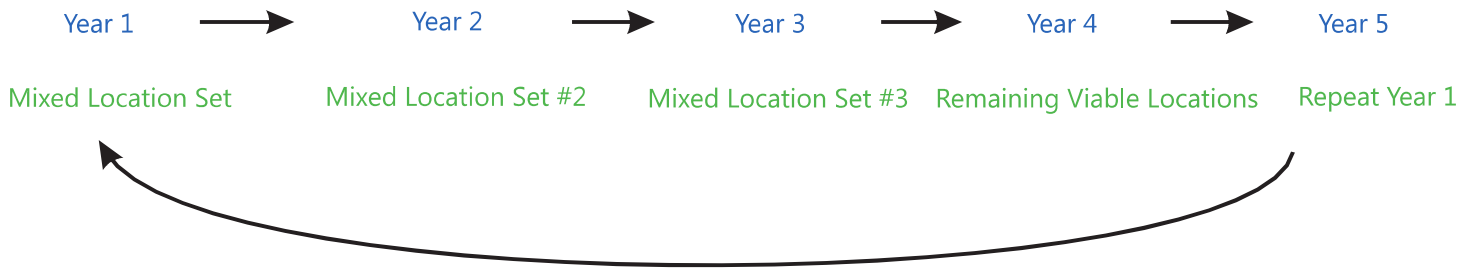 Year 1
Year 2
Year 3
Year 4
Year 5
Mixed Location Set
Mixed Location Set #2
Mixed Location Set #3
Remaining Viable Locations
Repeat Year 1